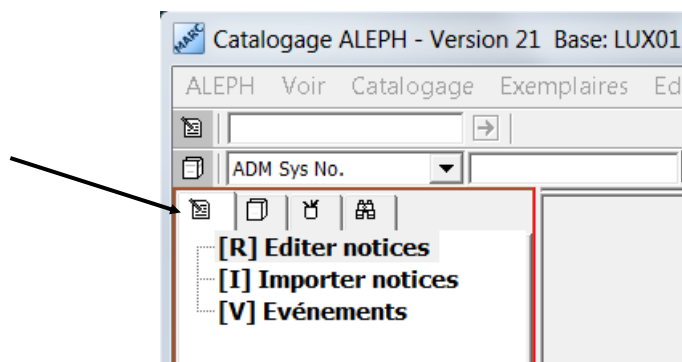 MARC Catalogage ALEPH - Version 21 Base: LUX01
ALEPH Voir Catalogage Exemplaires Ed
ADM Sys No.
[R] Editer notices
[I] Importer notices
[V] Evénements